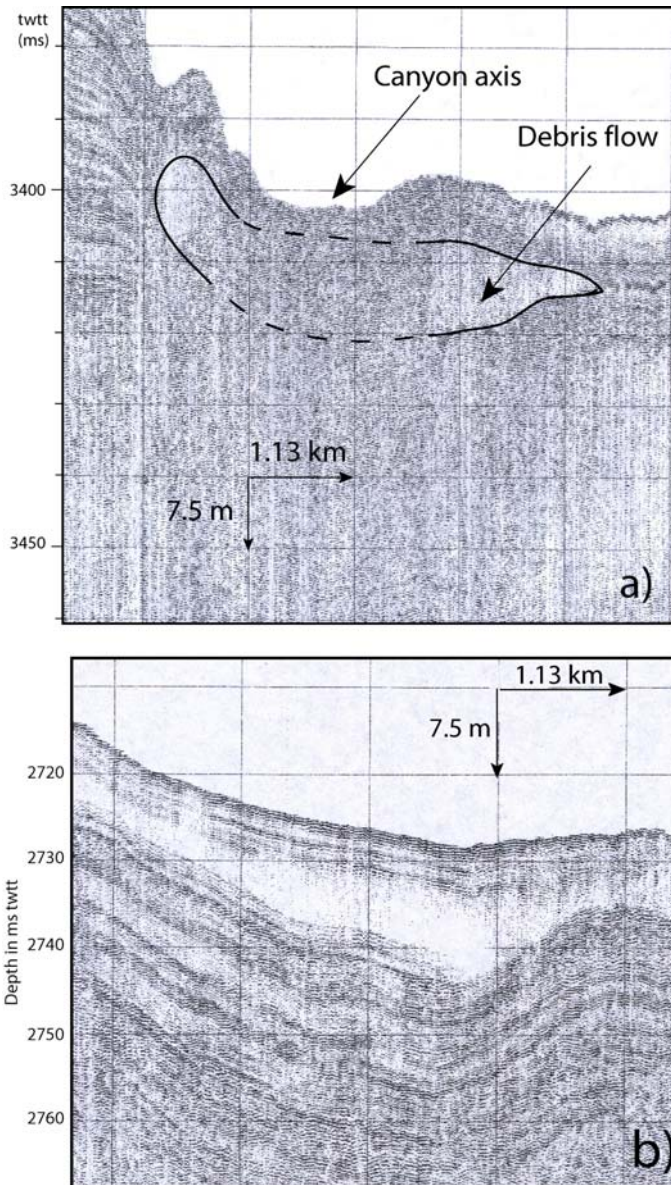 twtt
(ms)
Canyon axis
Debris flow
3400
1.13 km
7.5 m
3450
a)
1.13 km
7.5 m
2720
2730
2740
2750
2760
Depth in ms twtt
b)